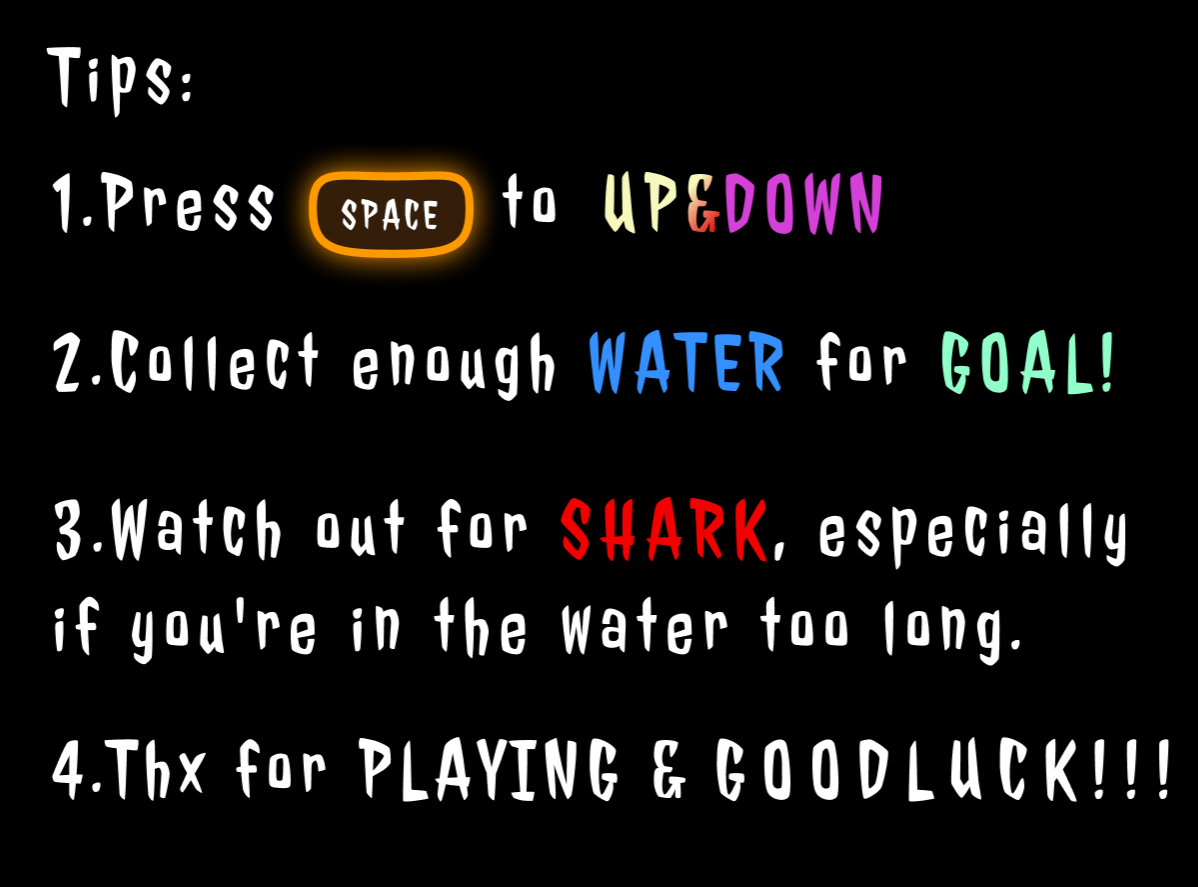 Tips:
1.Press SPACE to UP&DOWN
2.Collect enough WATER for GOAL!
3.Watch out for SHARK, especially
if you're in the water too long.
4.Thx for PLAYING & GOODLUCK!!!